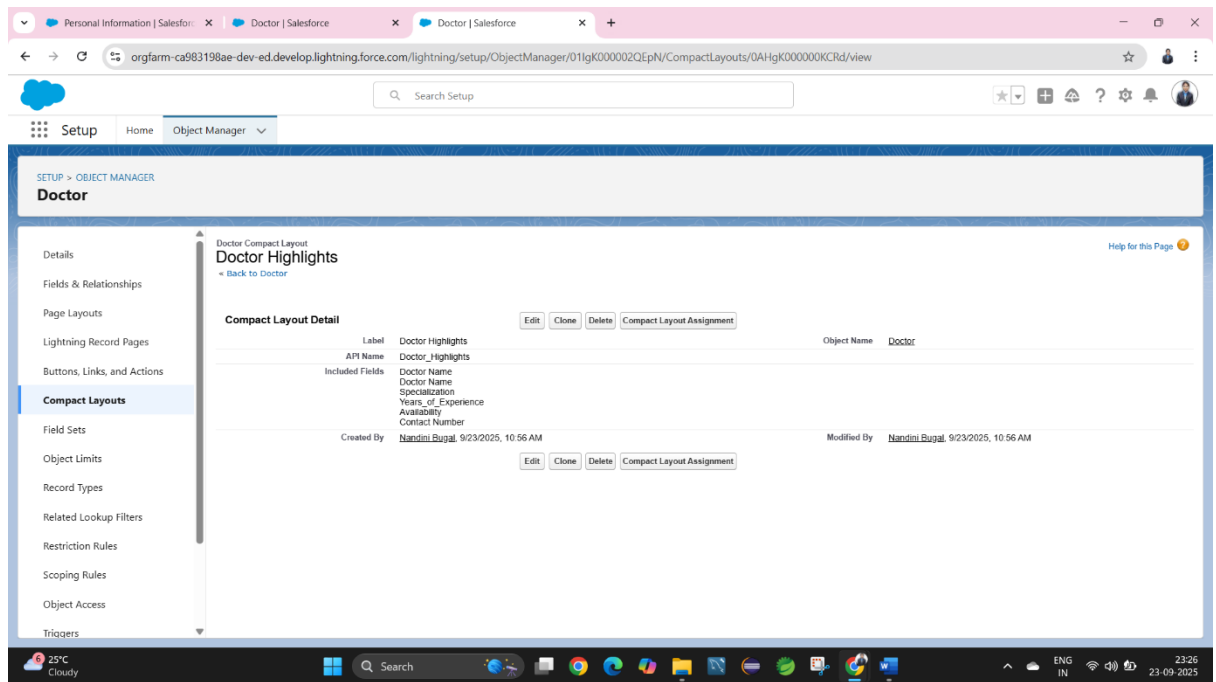 Personal Information | Salesforc
Doctor | Salesforce
Doctor | Salesforce
orgfarm-ca983198ae-dev-ed.develop.lightning.force.com/lightning/setup/ObjectManager/01IgK000002QEpN/CompactLayouts/0AHgK000000KCRd/view
Search Setup
Setup Home Object Manager
SETUP > OBJECT MANAGER
Doctor
Details
Fields & Relationships
Page Layouts
Lightning Record Pages
Buttons, Links, and Actions
Compact Layouts
Field Sets
Object Limits
Record Types
Related Lookup Filters
Restriction Rules
Scoping Rules
Object Access
Triggers
Doctor Compact Layout
Doctor Highlights
« Back to Doctor
Help for this Page
Compact Layout Detail
Edit Clone Delete Compact Layout Assignment
Label Doctor Highlights Object Name Doctor
API Name Doctor_Highlights
Included Fields Doctor Name
Doctor Name
Specialization
Years_of_Experience
Availability
Contact Number
Created By Nandini Bugal, 9/23/2025, 10:56 AM Modified By Nandini Bugal, 9/23/2025, 10:56 AM
Edit Clone Delete Compact Layout Assignment
6
25°C
Cloudy
Search
ENG
IN
23:26
23-09-2025